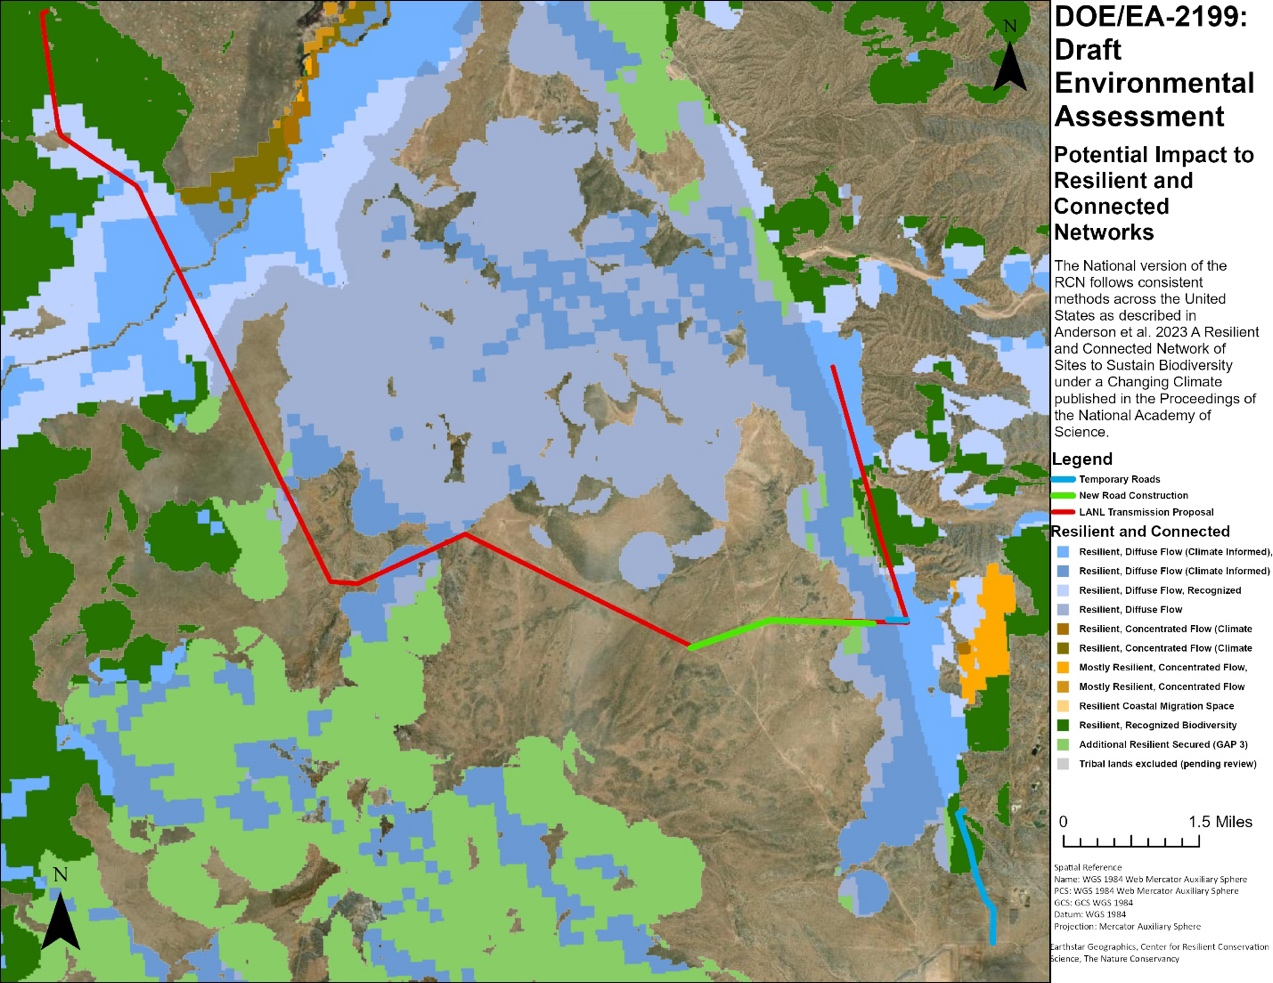 N
DOE/EA-2199:
Draft
Environmental
Assessment
Potential Impact to
Resilient and
Connected
Networks
The National version of the
RCN follows consistent
methods across the United
States as described in
Anderson et al. 2023 A Resilient
and Connected Network of
Sites to Sustain Biodiversity
under a Changing Climate
published in the Proceedings of
the National Academy of
Science.
Legend
Temporary Roads
New Road Construction
LANL Transmission Proposal
Resilient and Connected
Resilient, Diffuse Flow (Climate Informed),
Resilient, Diffuse Flow (Climate Informed)
Resilient, Diffuse Flow, Recognized
Resilient, Diffuse Flow
Resilient, Concentrated Flow (Climate
Resilient, Concentrated Flow (Climate
Mostly Resilient, Concentrated Flow,
Mostly Resilient, Concentrated Flow
Resilient Coastal Migration Space
Resilient, Recognized Biodiversity
Additional Resilient Secured (GAP 3)
Tribal lands excluded (pending review)
0 1.5 Miles
Spatial Reference
Name: WGS 1984 Web Mercator Auxiliary Sphere
PCS: WGS 1984 Web Mercator Auxiliary Sphere
GCS: GCS WGS 1984
Datum: WGS 1984
Projection: Mercator Auxiliary Sphere
Earthstar Geographics, Center for Resilient Conservation
Science, The Nature Conservancy
N